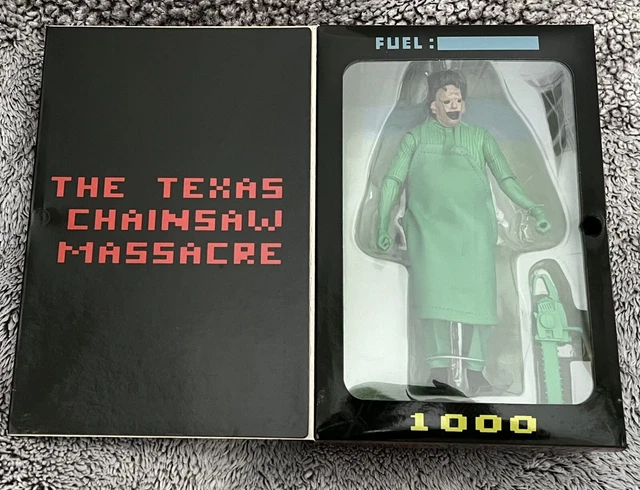 THE TEXAS
CHAINSAW
MASSACRE
FUEL:
1000